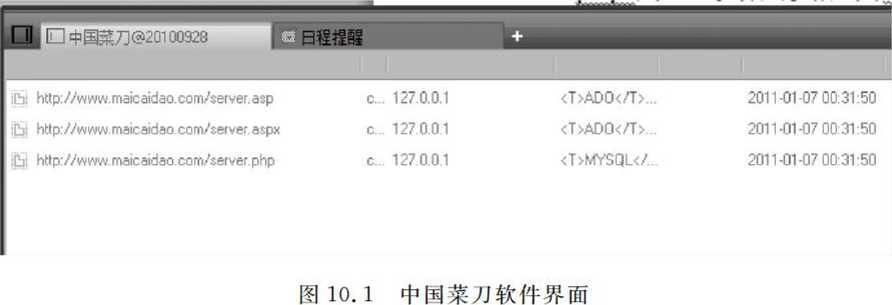 中国菜刀@20100928 日程提醒 +
http://www.maicaidao.com/server.asp c... 127.0.0.1 <T>ADO</T>... 2011-01-07 00:31:50
http://www.maicaidao.com/server.aspx c... 127.0.0.1 <T>ADO</T>... 2011-01-07 00:31:50
http://www.maicaidao.com/server.php c... 127.0.0.1 <T>MYSQL</... 2011-01-07 00:31:50
图 10.1 中国菜刀软件界面